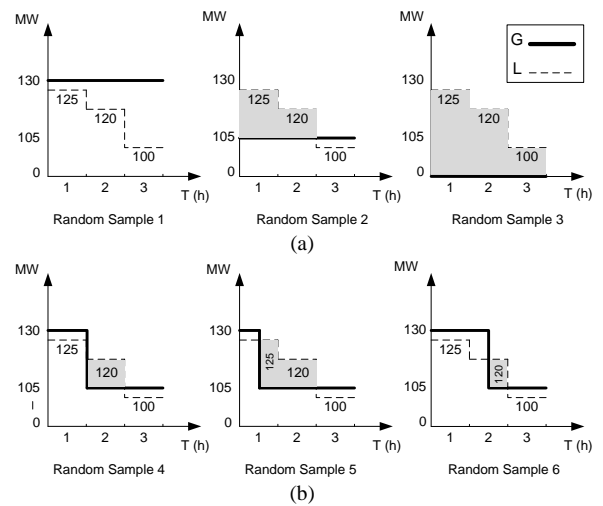 MW
130
105
0
125
120
100
1 2 3
T (h)
Random Sample 1
MW
130
105
0
125
120
100
1 2 3
T (h)
Random Sample 2
MW
130
105
0
125
120
100
1 2 3
T (h)
Random Sample 3
G
L
(a)
MW
130
105
0
125
120
100
1 2 3
T (h)
Random Sample 4
MW
130
105
0
125
120
100
1 2 3
T (h)
Random Sample 5
MW
130
105
0
125
120
100
1 2 3
T (h)
Random Sample 6
(b)